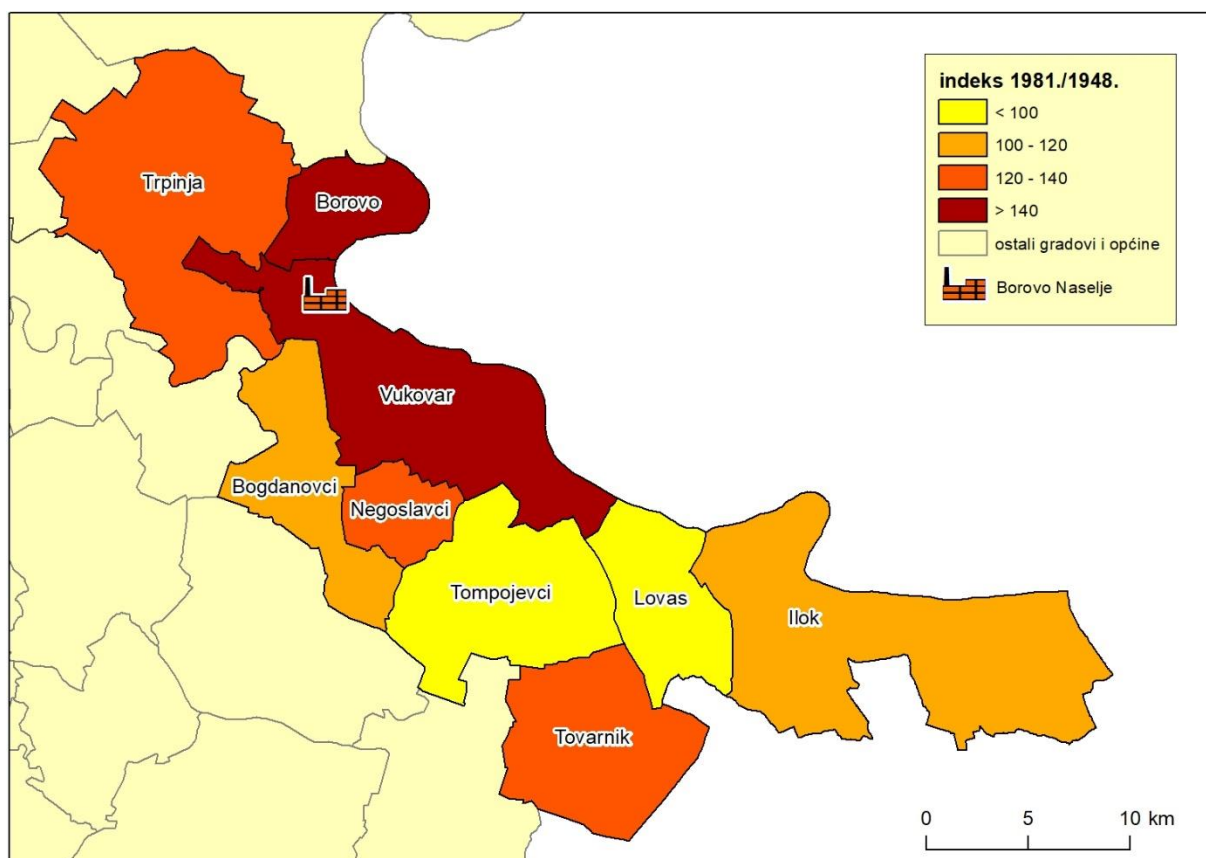 indeks 1981./1948.
< 100
100 - 120
120 - 140
> 140
ostali gradovi i općine
Borovo Naselje
Trpinja
Borovo
Vukovar
Bogdanovci
Negoslavci
Tompojevci
Lovas
Ilok
Tovarnik
0 5 10 km